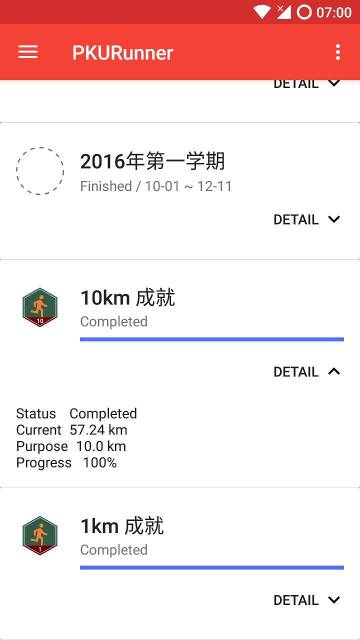 07:00
PKURunner
DETAIL
2016年第一学期
Finished / 10-01 ~ 12-11
DETAIL
10km 成就
10
Completed
DETAIL
Status Completed
Current 57.24 km
Purpose 10.0 km
Progress 100%
1km 成就
1
Completed
DETAIL